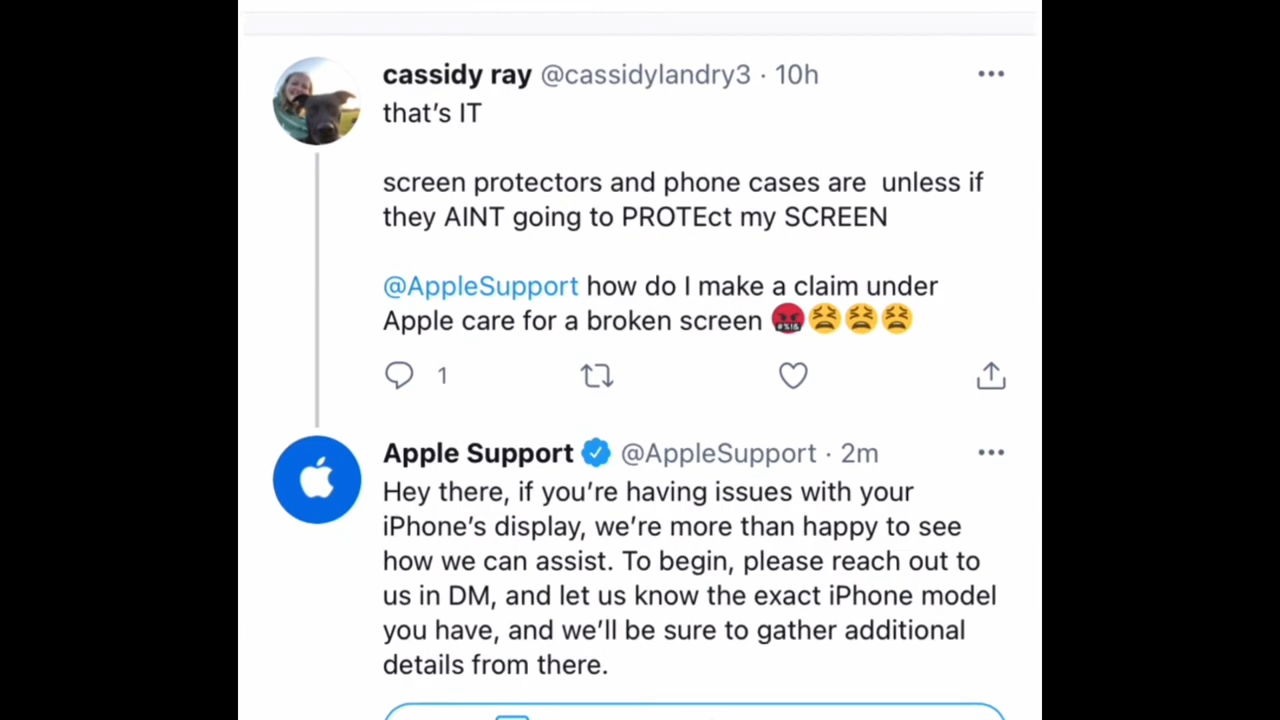 cassidy ray @cassidylandry3 · 10h
that's IT
screen protectors and phone cases are  unless if
they AINT going to PROTEct my SCREEN
@AppleSupport how do I make a claim under
Apple care for a broken screen 🤬😫😫😫
1
Apple Support @AppleSupport · 2m
Hey there, if you're having issues with your
iPhone's display, we're more than happy to see
how we can assist. To begin, please reach out to
us in DM, and let us know the exact iPhone model
you have, and we'll be sure to gather additional
details from there.